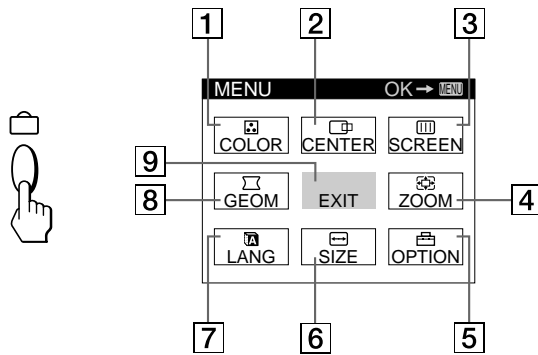 1 2 3
MENU OK→ MENU
COLOR CENTER SCREEN
9
8 GEOM EXIT ZOOM 4
LANG SIZE OPTION
7 6 5